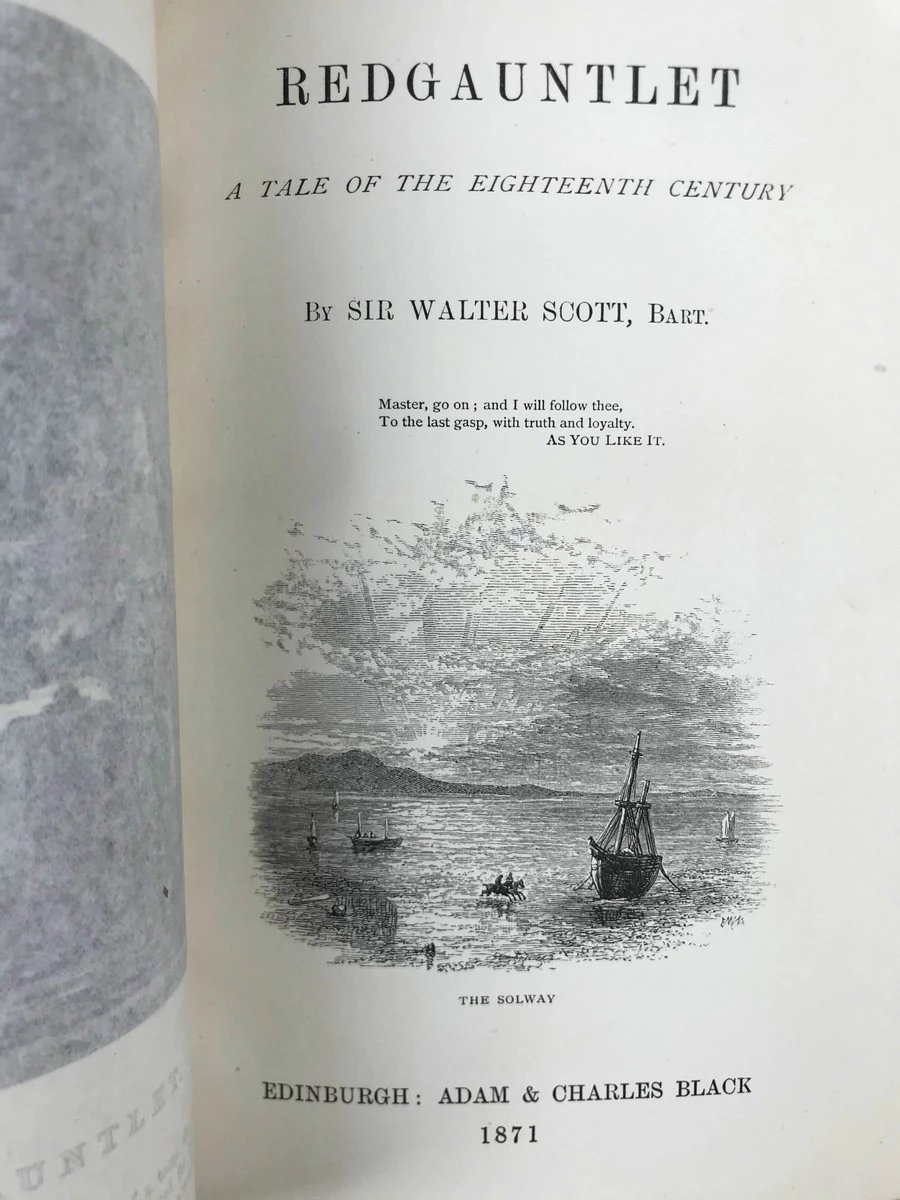 REDGAUNTLET
A TALE OF THE EIGHTEENTH CENTURY
BY SIR WALTER SCOTT, BART.
Master, go on ; and I will follow thee,
To the last gasp, with truth and loyalty.
AS YOU LIKE IT.
THE SOLWAY
EDINBURGH: ADAM & CHARLES BLACK
1871
UNTLET